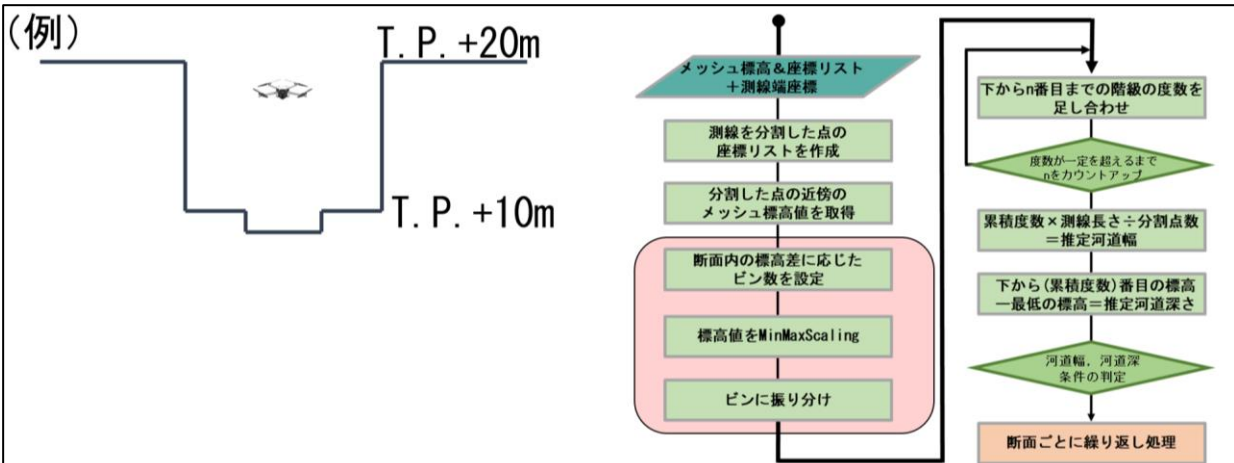 (例)
T.P.+20m
T.P.+10m
メッシュ標高&座標リスト
+測線端座標
測線を分割した点の
座標リストを作成
分割した点の近傍の
メッシュ標高値を取得
断面内の標高差に応じた
ビン数を設定
標高値をMinMaxScaling
ビンに振り分け
下からn番目までの階級の度数を
足し合わせ
度数が一定を超えるまで
nをカウントアップ
累積度数×測線長さ÷分割点数
=推定河道幅
下から(累積度数)番目の標高
ー最低の標高=推定河道深さ
河道幅,河道深
条件の判定
断面ごとに繰り返し処理